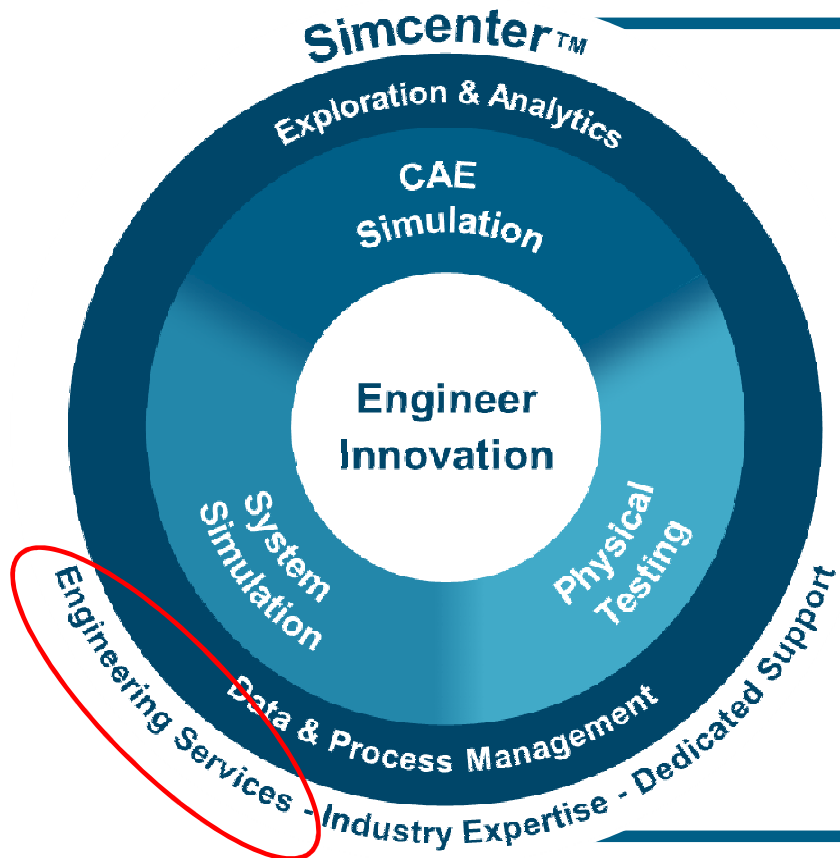 Simcenter™
Exploration & Analytics
CAE
Simulation
Engineer
Innovation
System
Simulation
Physical
Testing
Data & Process Management
Engineering Services - Industry Expertise - Dedicated Support